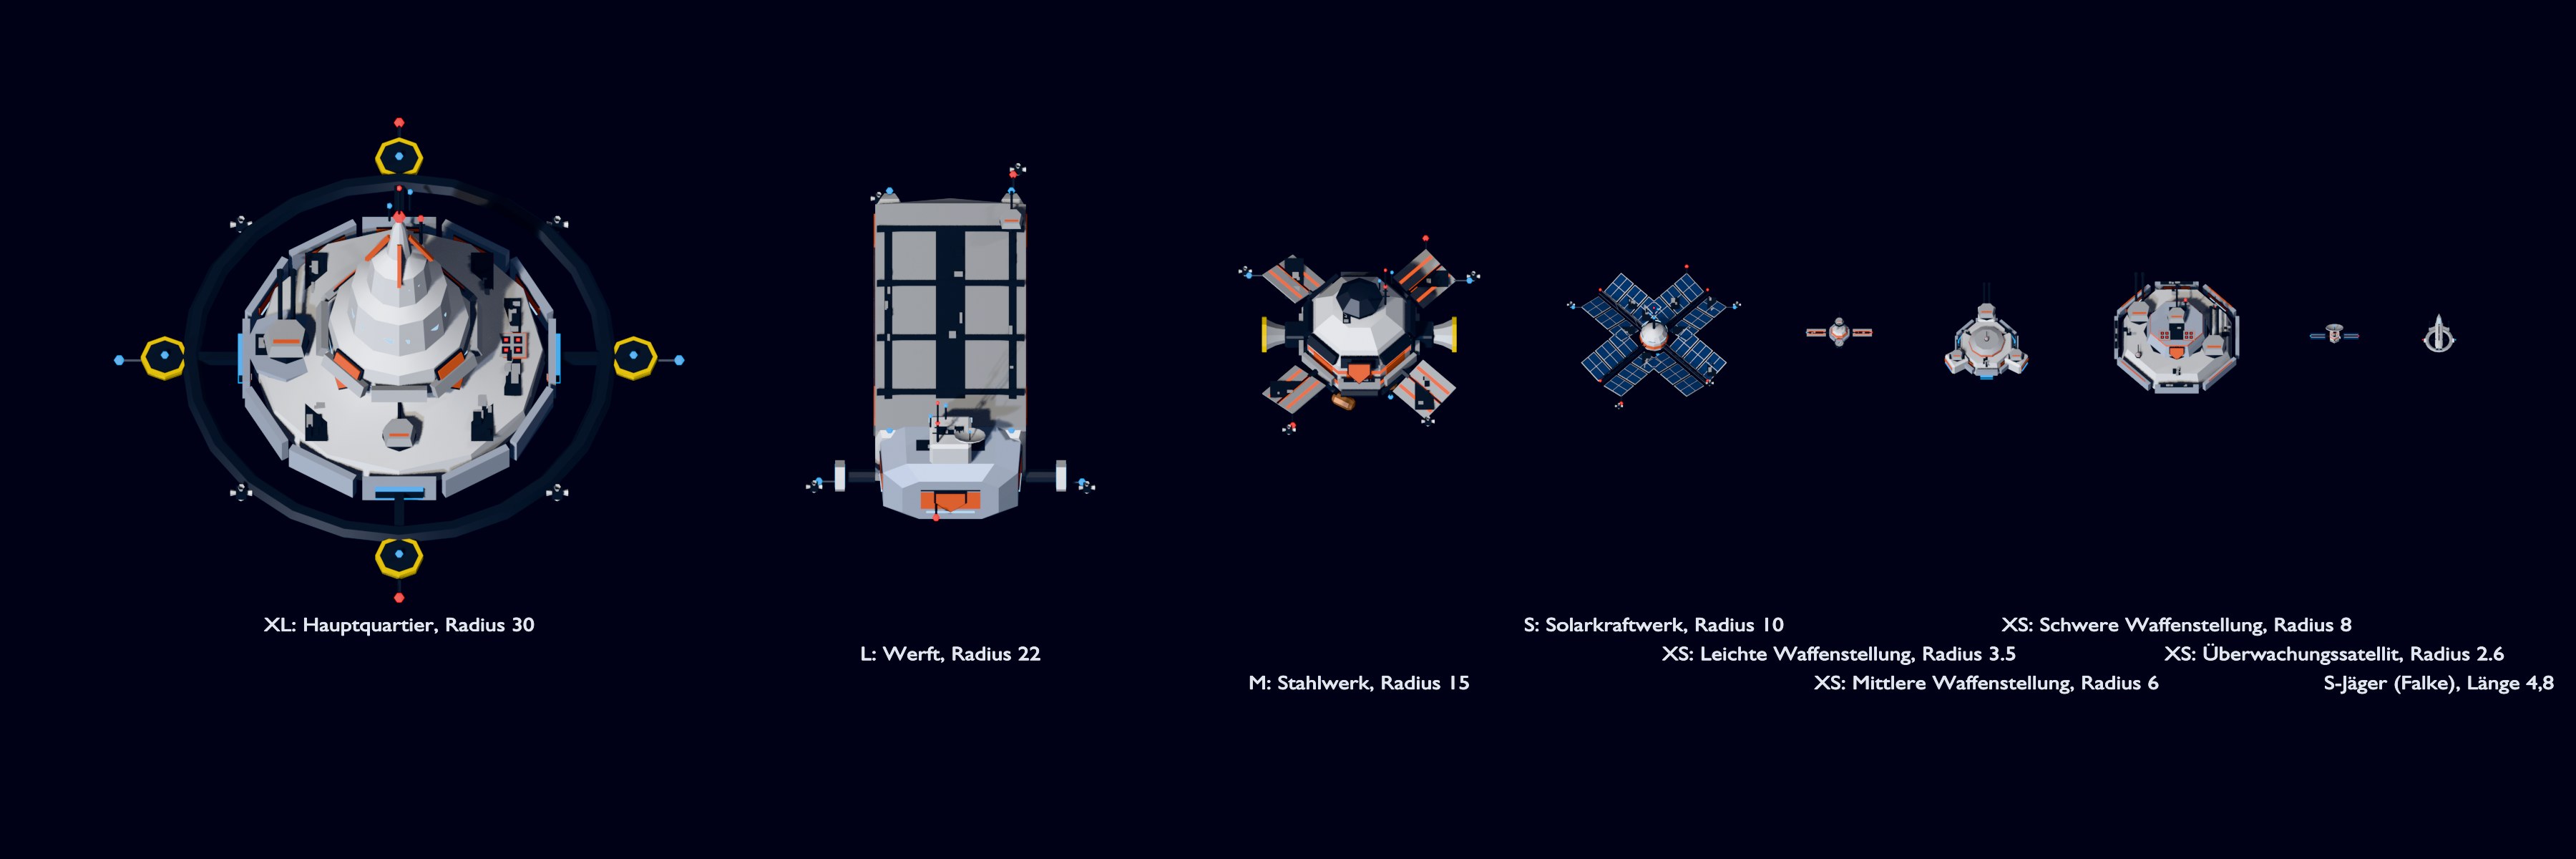 XL: Hauptquartier, Radius 30
L: Werft, Radius 22
M: Stahlwerk, Radius 15
S: Solarkraftwerk, Radius 10
XS: Leichte Waffenstellung, Radius 3.5
XS: Mittlere Waffenstellung, Radius 6
XS: Schwere Waffenstellung, Radius 8
XS: Überwachungssatellit, Radius 2.6
S-Jäger (Falke), Länge 4,8